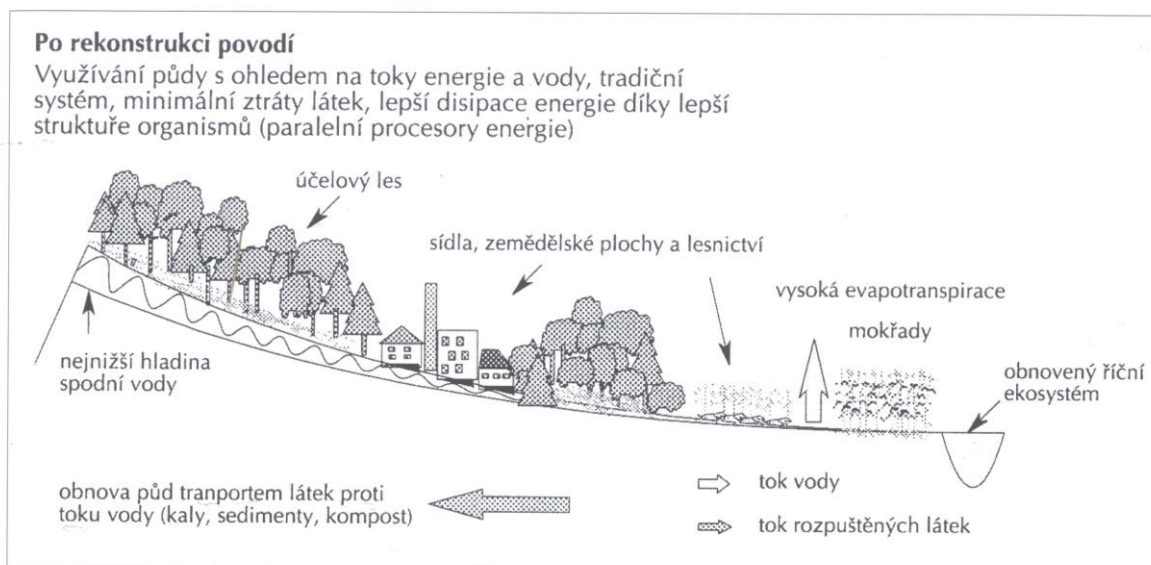 Po rekonstrukci povodí
Využívání půdy s ohledem na toky energie a vody, tradiční
systém, minimální ztráty látek, lepší disipace energie díky lepší
struktuře organismů (paralelní procesory energie)
účelový les
sídla, zemědělské plochy a lesnictví
vysoká evapotranspirace
mokřady
nejnižší hladina
spodní vody
obnovený říční
ekosystém
obnova půd tranportem látek proti
toku vody (kaly, sedimenty, kompost)
tok vody
tok rozpuštěných látek